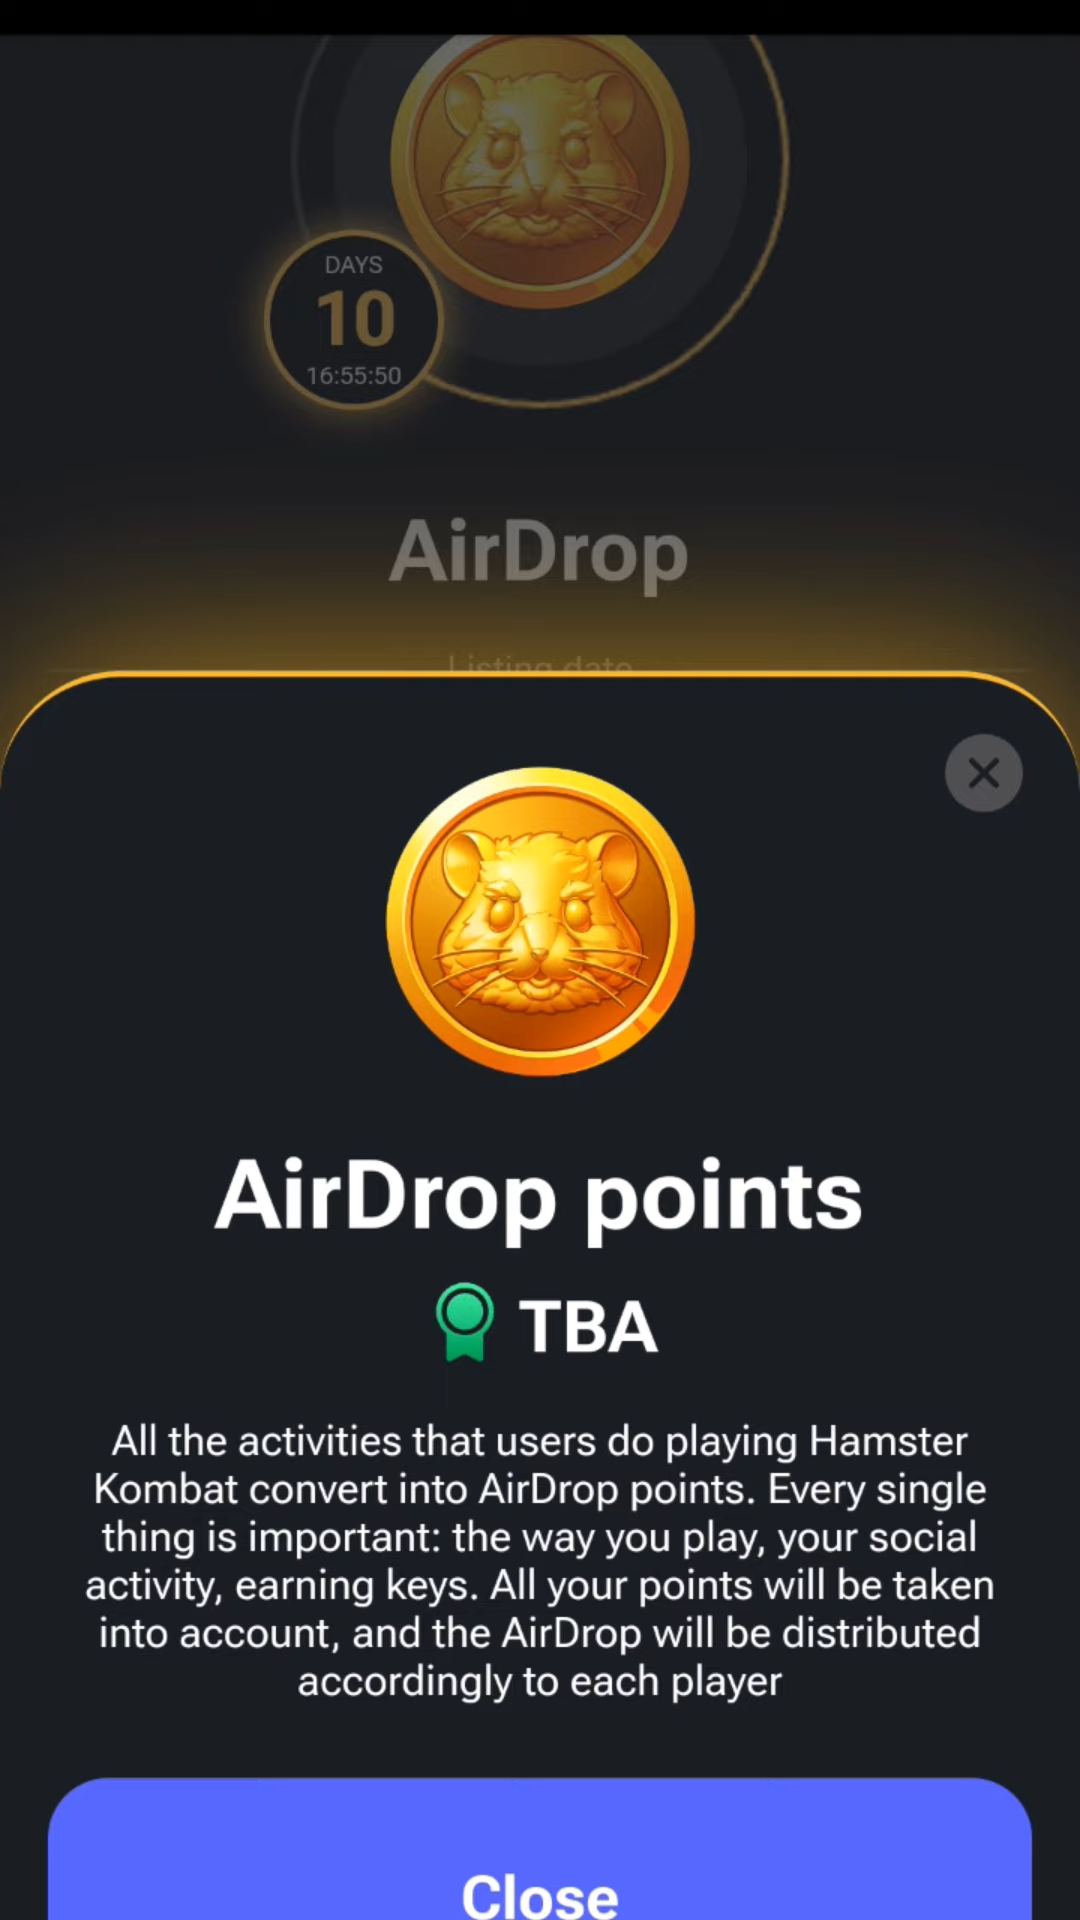 DAYS
10
16:55:50
AirDrop
Listing date
AirDrop points
TBA
All the activities that users do playing Hamster
Kombat convert into AirDrop points. Every single
thing is important: the way you play, your social
activity, earning keys. All your points will be taken
into account, and the AirDrop will be distributed
accordingly to each player
Close